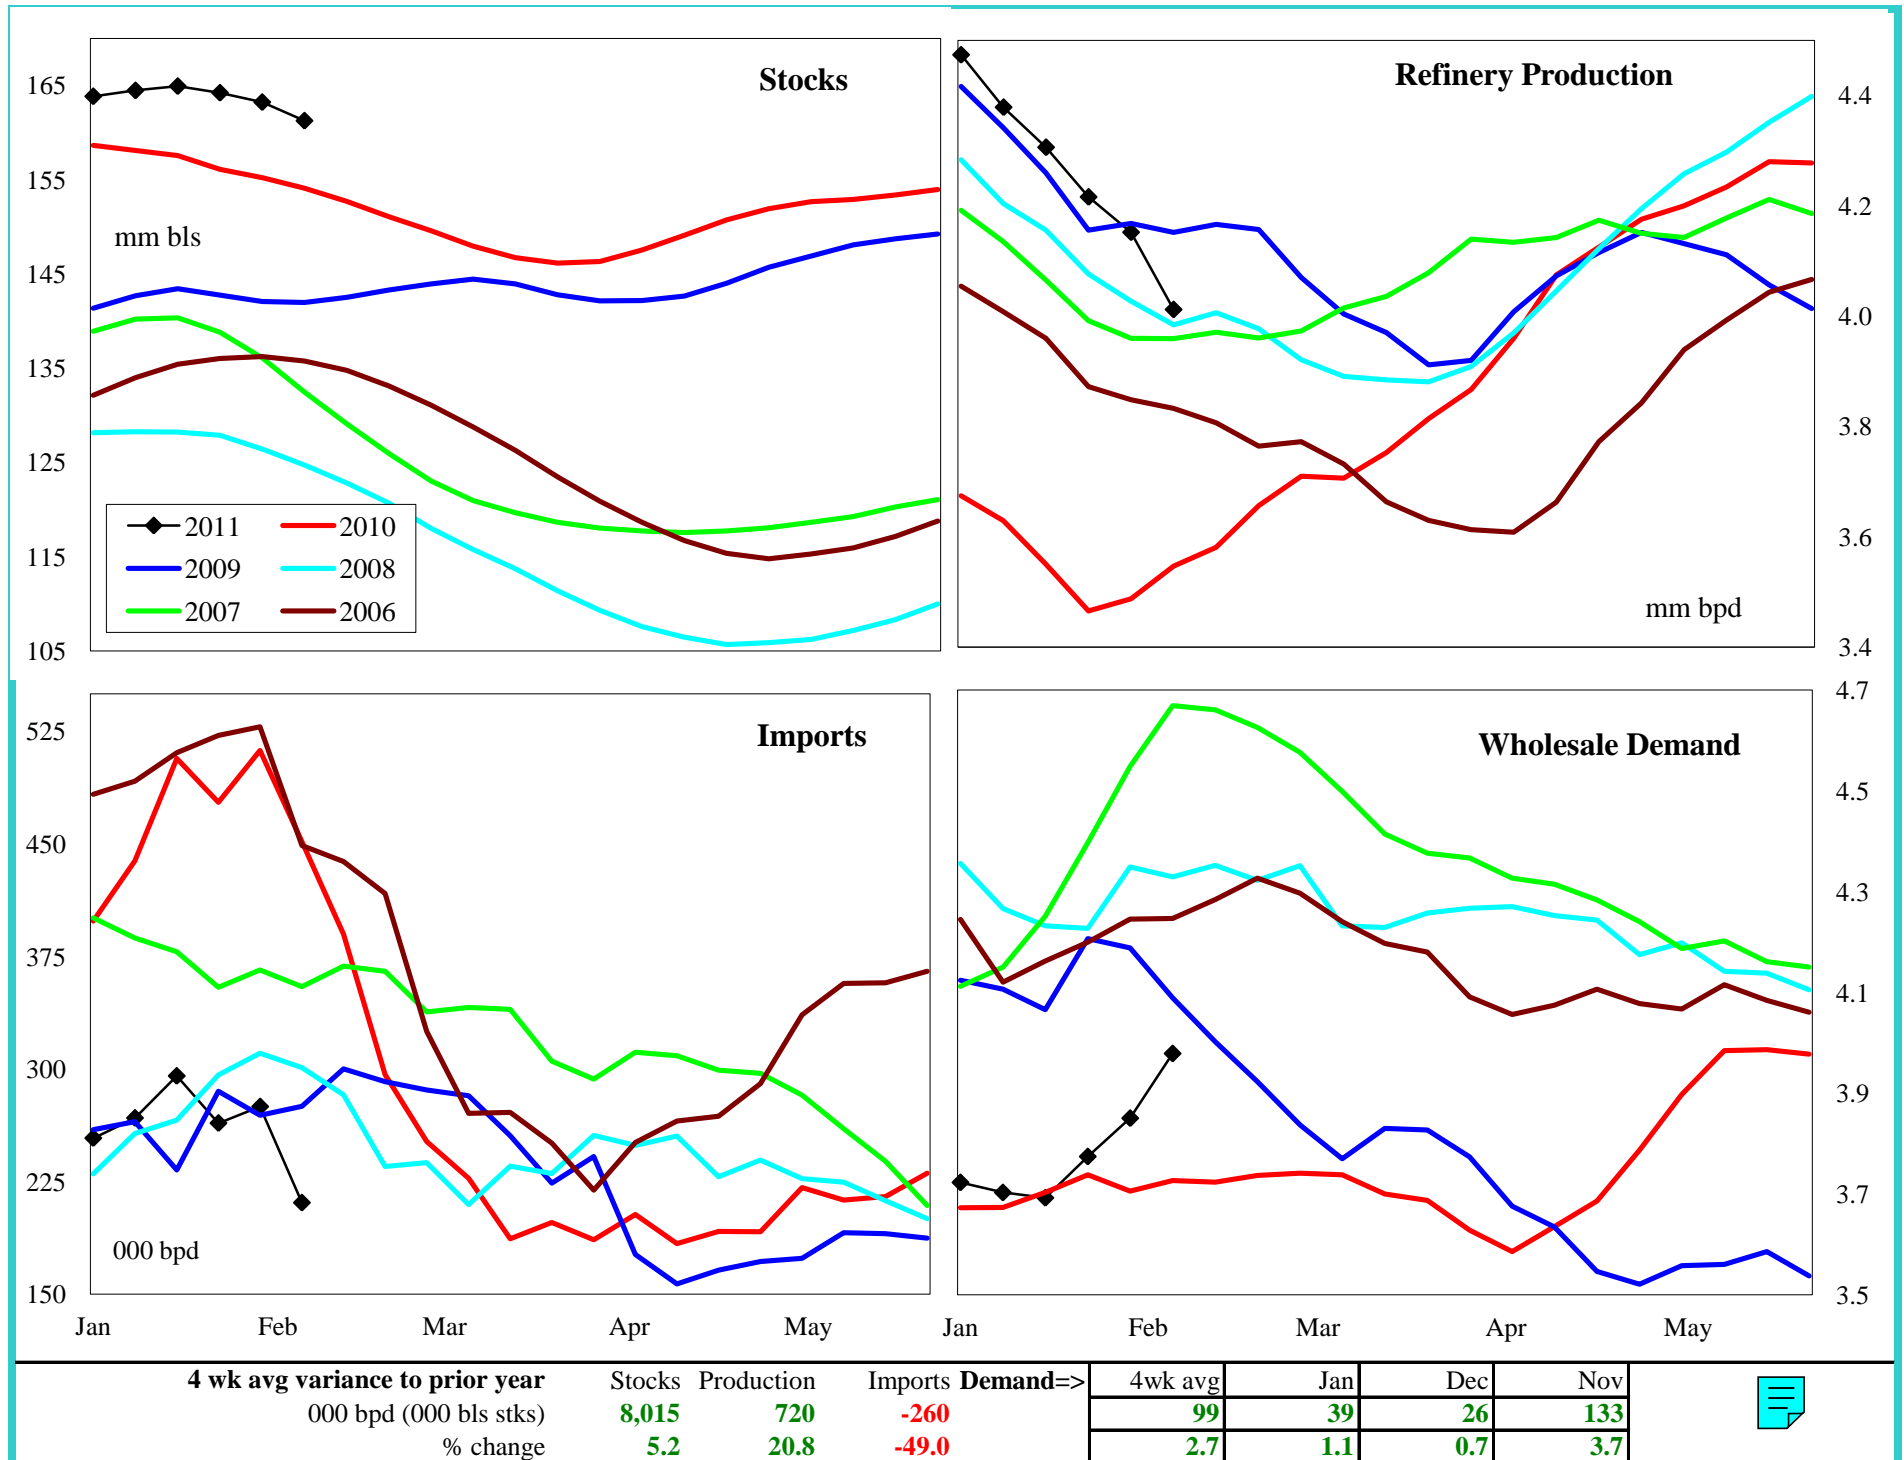 Stocks
165
155
mm bls
145
135
125
115
105
2011
2010
2009
2008
2007
2006
Refinery Production
4.4
4.2
4.0
3.8
3.6
mm bpd
3.4
Imports
525
450
375
300
225
000 bpd
150
Jan Feb Mar Apr May
4.7
Wholesale Demand
4.5
4.3
4.1
3.9
3.7
3.5
Jan Feb Mar Apr May
4 wk avg variance to prior year Stocks Production Imports Demand=> 4wk avg Jan Dec Nov
000 bpd (000 bls stks) 8,015 720 -260 99 39 26 133
% change 5.2 20.8 -49.0 2.7 1.1 0.7 3.7